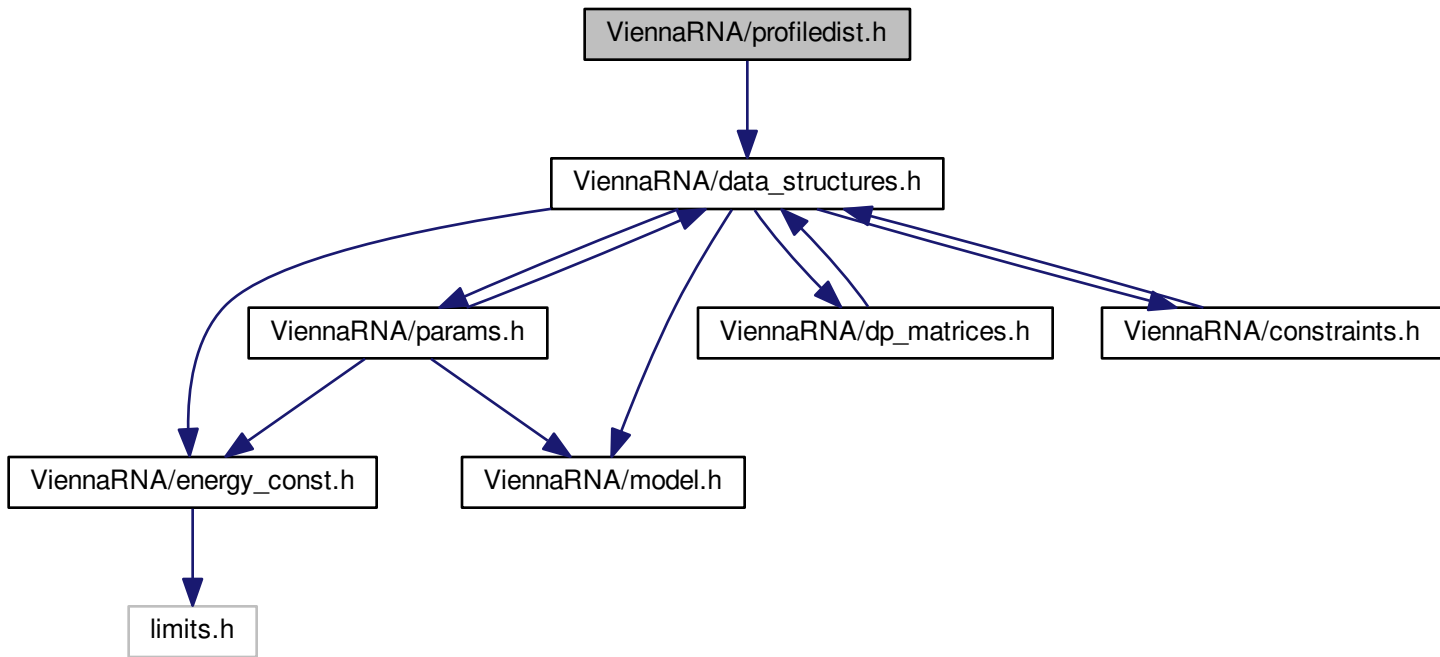 ViennaRNA/profiledist.h
ViennaRNA/data_structures.h
ViennaRNA/params.h
ViennaRNA/dp_matrices.h
ViennaRNA/constraints.h
ViennaRNA/energy_const.h
ViennaRNA/model.h
limits.h